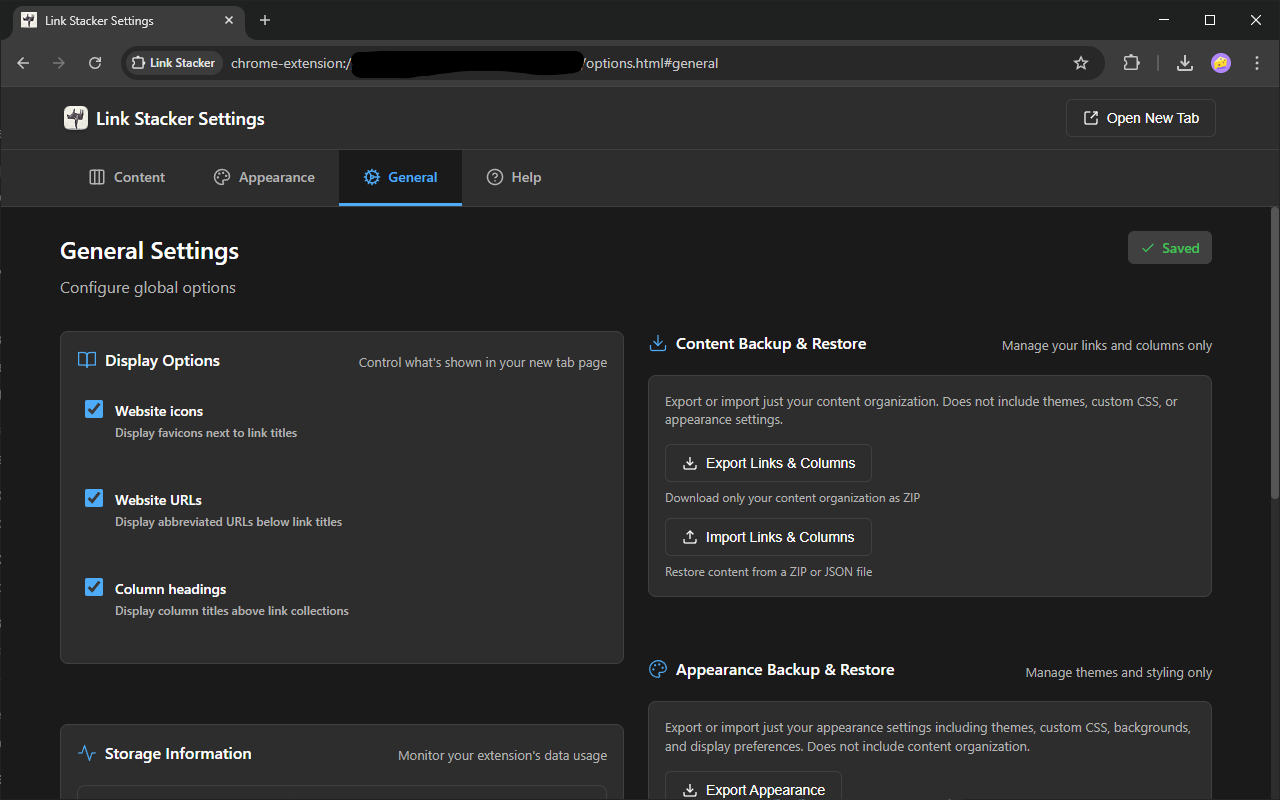 Link Stacker Settings
Link Stacker
chrome-extension:/
/options.html#general
Link Stacker Settings
Open New Tab
Content
Appearance
General
Help
General Settings
Saved
Configure global options
Display Options
Control what's shown in your new tab page
Website icons
Display favicons next to link titles
Website URLs
Display abbreviated URLs below link titles
Column headings
Display column titles above link collections
Storage Information
Monitor your extension's data usage
Content Backup & Restore
Manage your links and columns only
Export or import just your content organization. Does not include themes, custom CSS, or
appearance settings.
Export Links & Columns
Download only your content organization as ZIP
Import Links & Columns
Restore content from a ZIP or JSON file
Appearance Backup & Restore
Manage themes and styling only
Export or import just your appearance settings including themes, custom CSS, backgrounds,
and display preferences. Does not include content organization.
Export Appearance